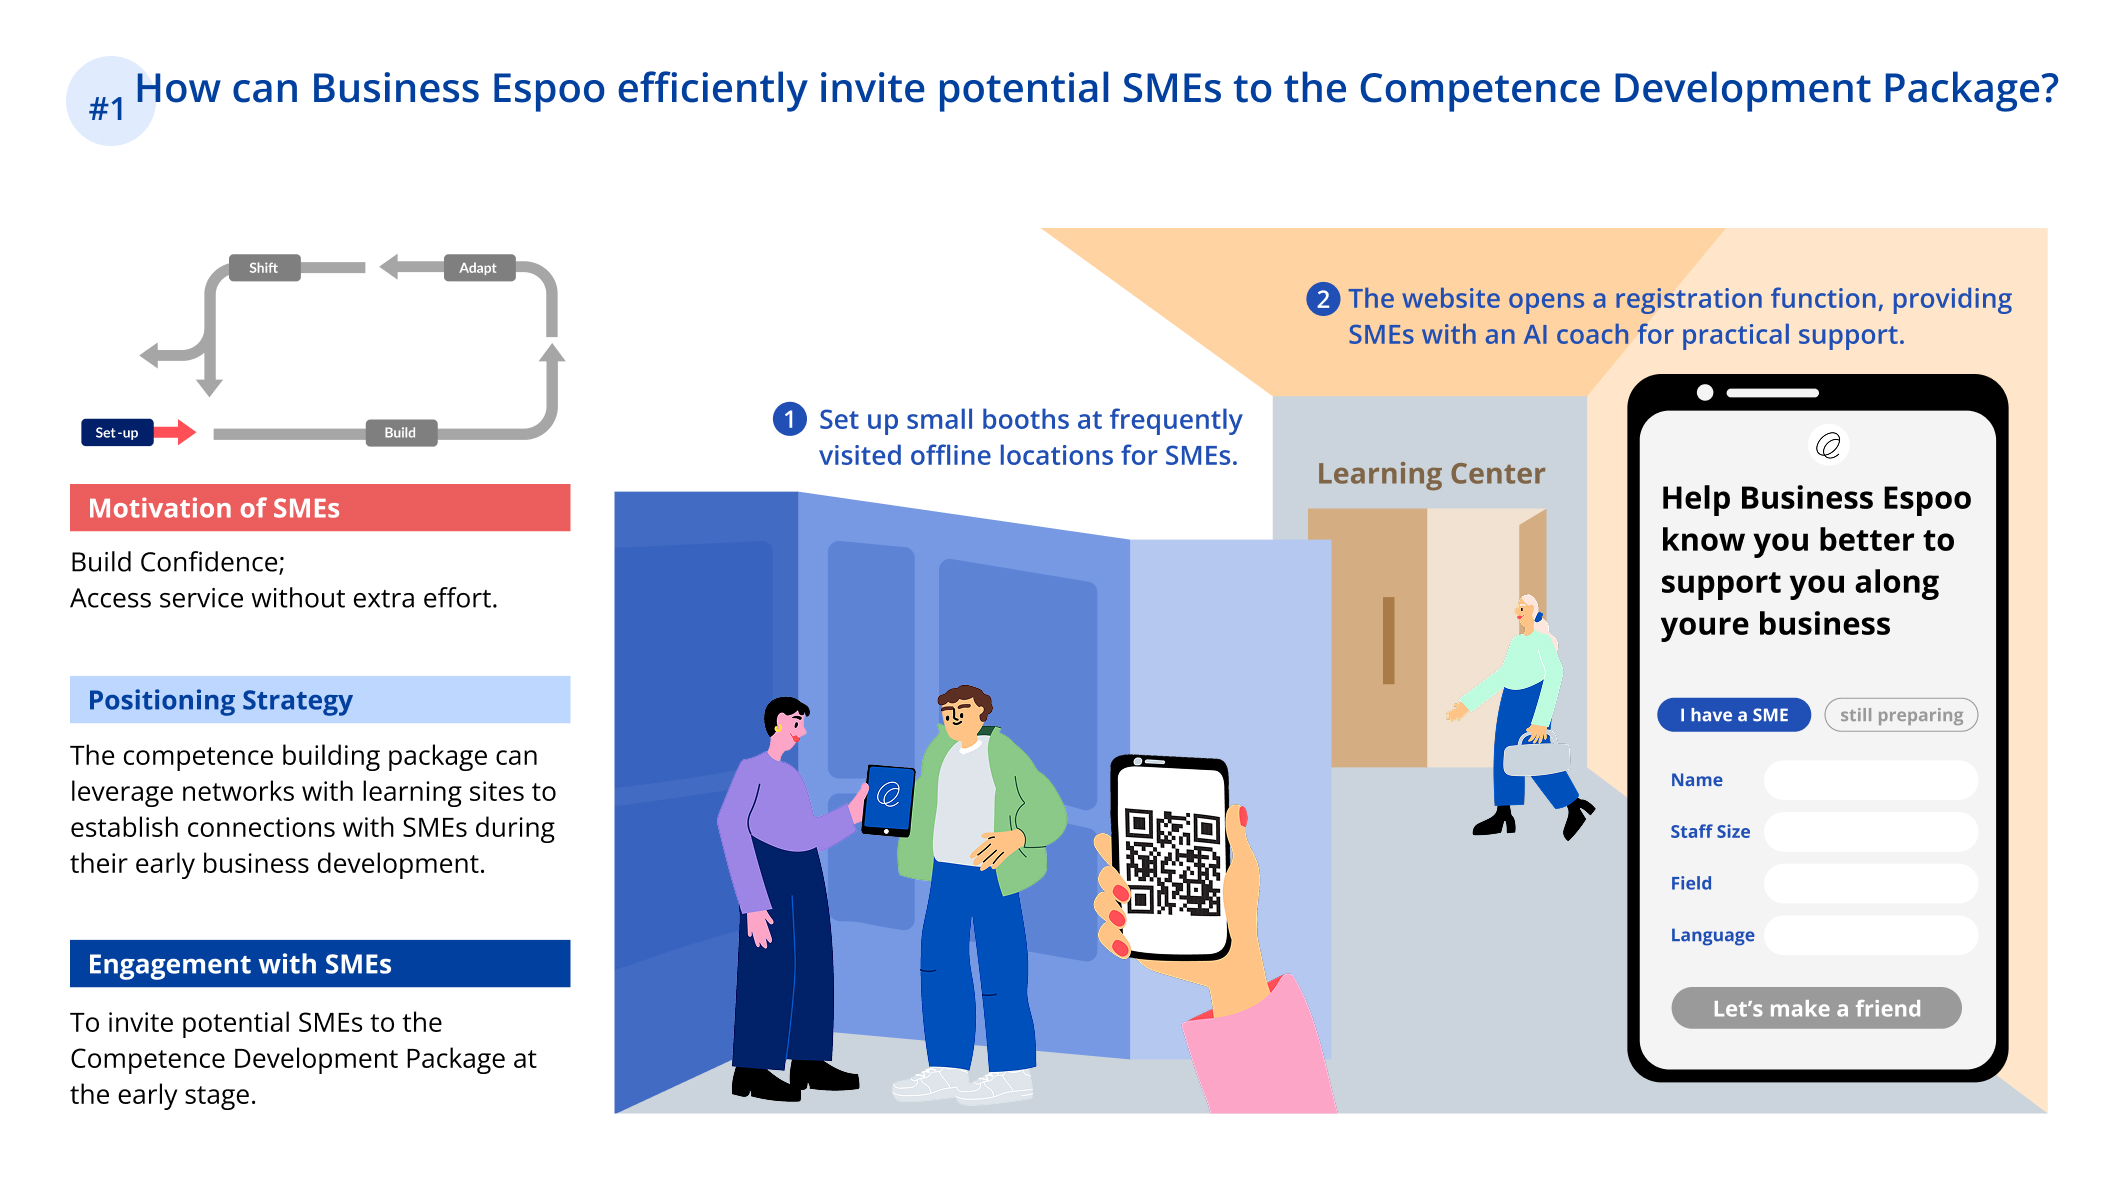 #1 How can Business Espoo efficiently invite potential SMEs to the Competence Development Package?
Shift
Adapt
Set-up
Build
Motivation of SMEs
Build Confidence;
Access service without extra effort.
Positioning Strategy
The competence building package can
leverage networks with learning sites to
establish connections with SMEs during
their early business development.
Engagement with SMEs
To invite potential SMEs to the
Competence Development Package at
the early stage.
1 Set up small booths at frequently
visited offline locations for SMEs.
2 The website opens a registration function, providing
SMEs with an AI coach for practical support.
Learning Center
Help Business Espoo
know you better to
support you along
youre business
I have a SME
still preparing
Name
Staff Size
Field
Language
Let’s make a friend